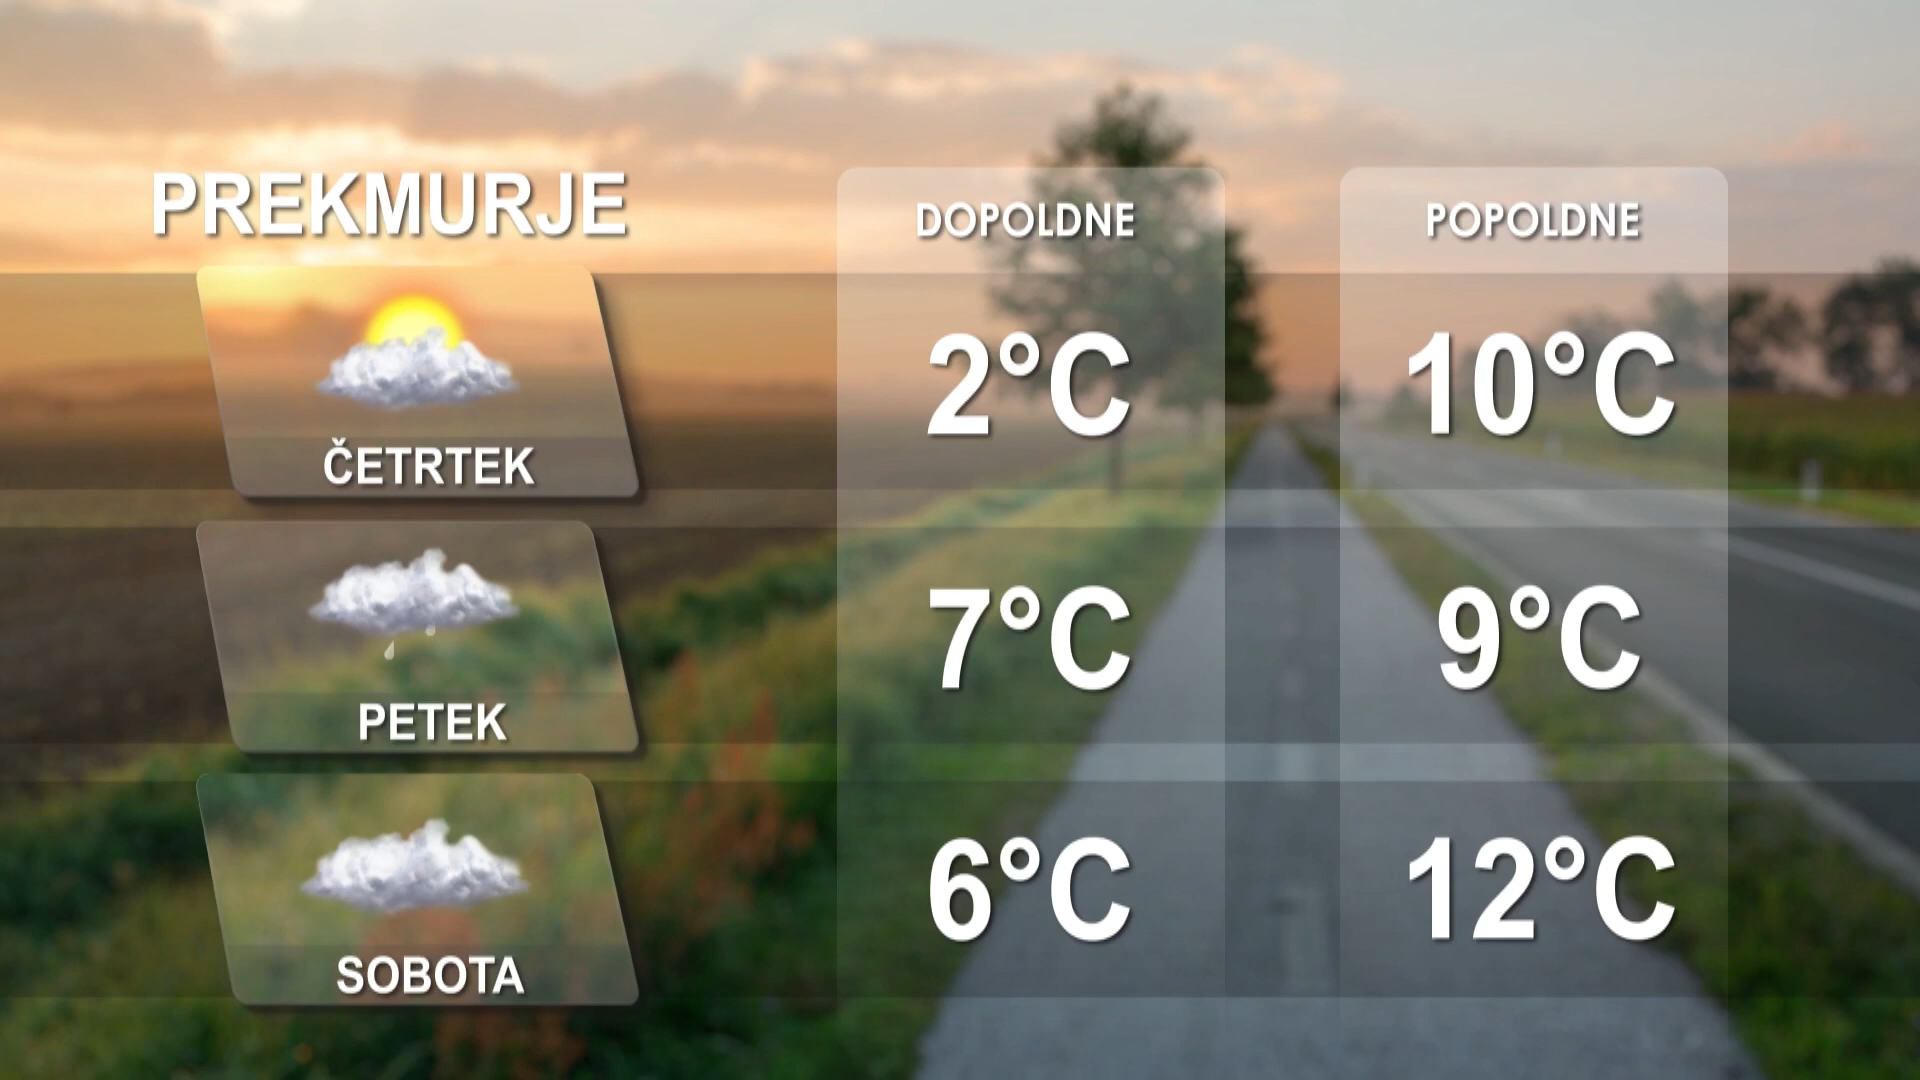 PREKMURJE
DOPOLDNE
POPOLDNE
2°C
10°C
ČETRTEK
7°C
9°C
PETEK
6°C
12°C
SOBOTA